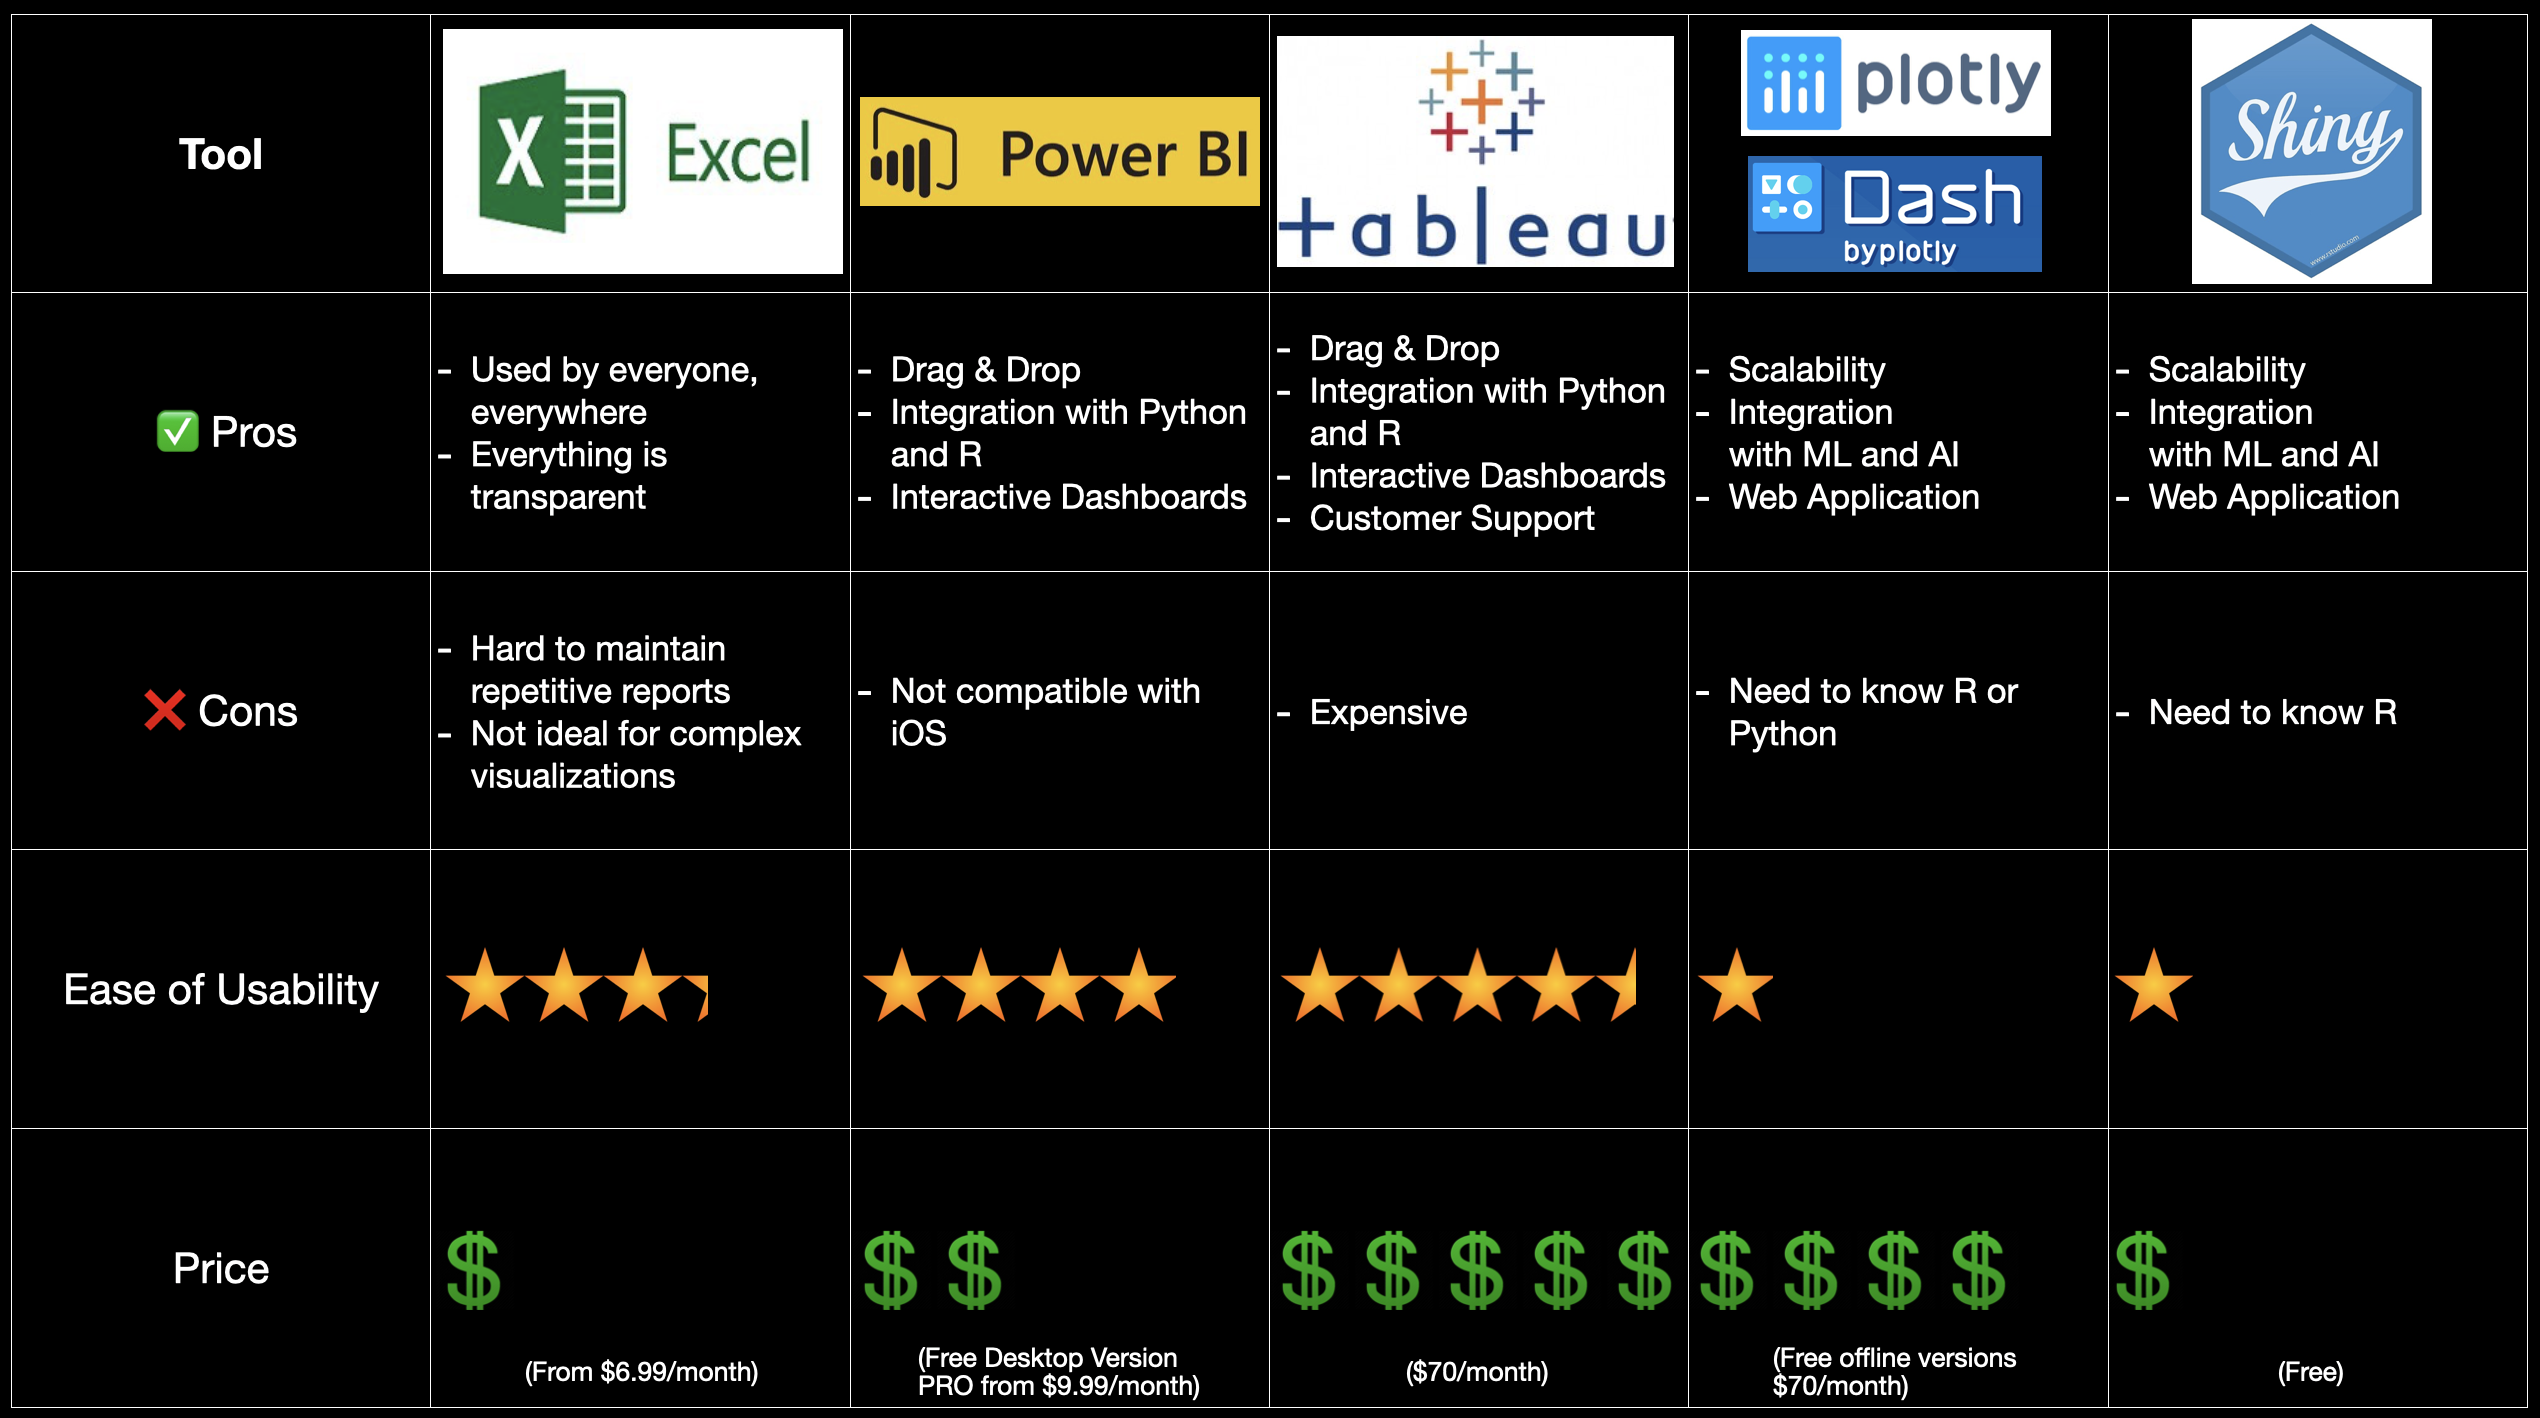 Tool
X Excel
Power BI
+ableau
plotly
Dash
byplotly
Shiny
www.rstudio.com
Pros
- Used by everyone,
everywhere
- Everything is
transparent
- Drag & Drop
- Integration with Python
and R
- Interactive Dashboards
- Drag & Drop
- Integration with Python
and R
- Interactive Dashboards
- Customer Support
- Scalability
- Integration
with ML and AI
- Web Application
- Scalability
- Integration
with ML and AI
- Web Application
Cons
- Hard to maintain
repetitive reports
- Not ideal for complex
visualizations
- Not compatible with
iOS
- Expensive
- Need to know R or
Python
- Need to know R
Ease of Usability
Price
$
(From $6.99/month)
$ $
(Free Desktop Version
PRO from $9.99/month)
$ $ $ $ $
($70/month)
$ $ $ $
(Free offline versions
$70/month)
$
(Free)